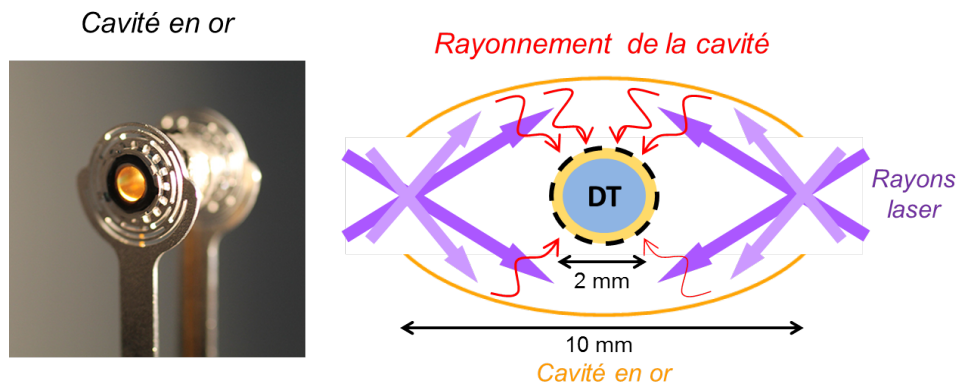 Cavité en or
Rayonnement de la cavité
DT
Rayons
laser
2 mm
10 mm
Cavité en or